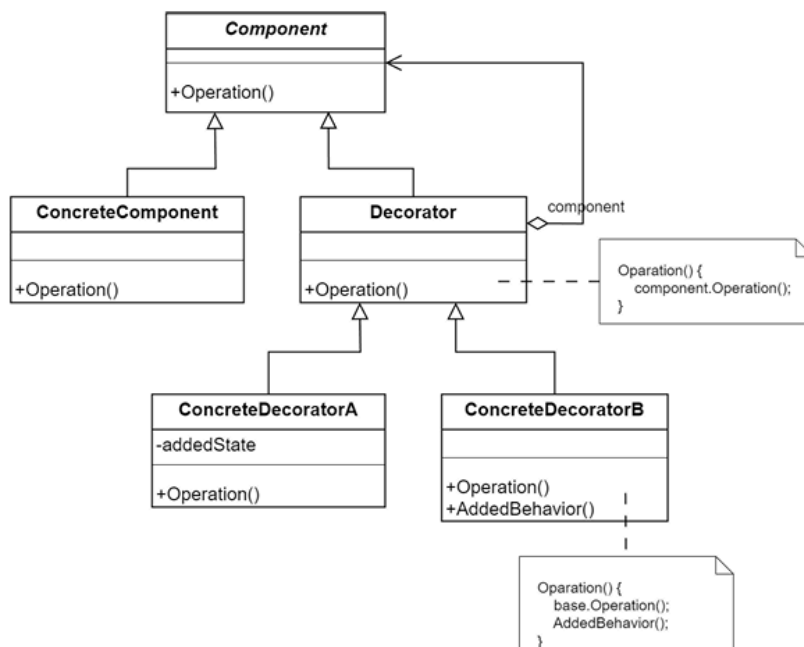 Component
+Operation()
ConcreteComponent
+Operation()
Decorator
+Operation()
component
Oparation() {
component.Operation();
}
ConcreteDecoratorA
-addedState
+Operation()
ConcreteDecoratorB
+Operation()
+AddedBehavior()
Oparation() {
base.Operation();
AddedBehavior();
}